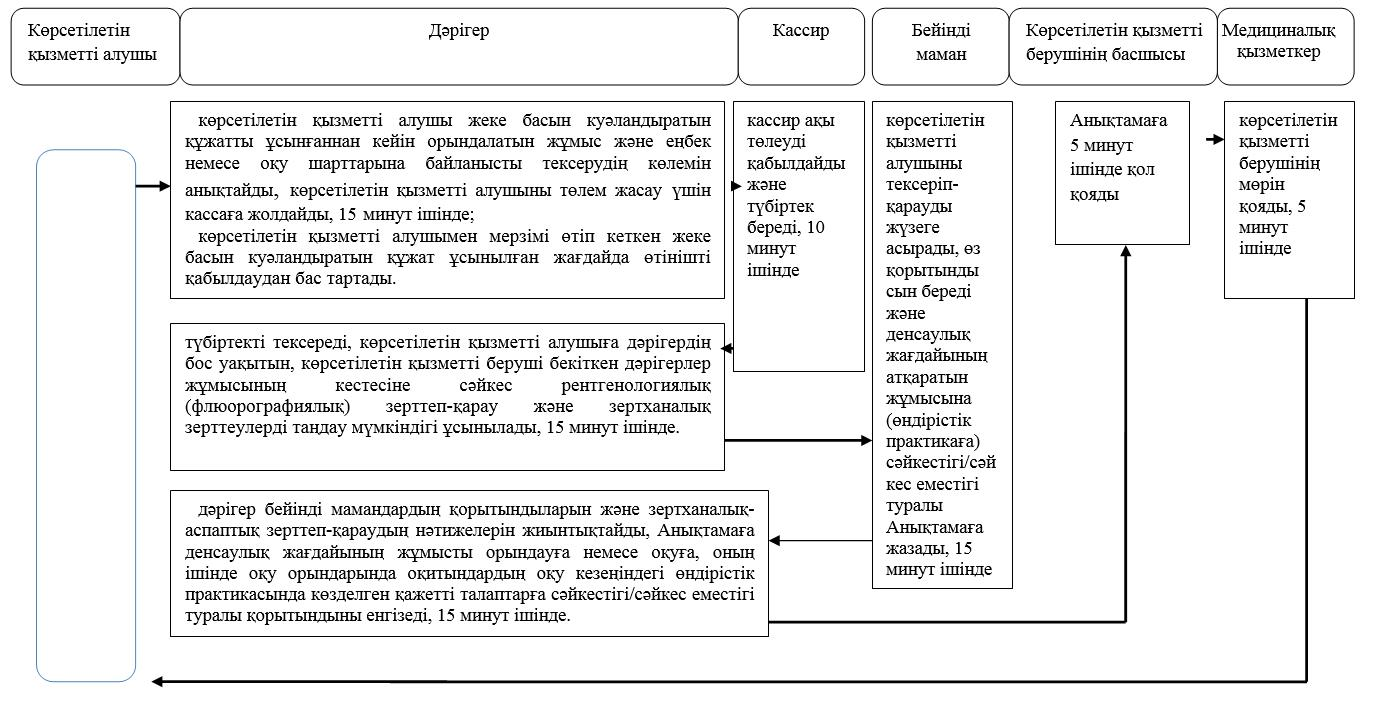 Көрсетілетін
қызметті алушы
Дәрігер
Кассир
Бейінді
маман
Көрсетілетін қызметті
берушінің басшысы
Медициналық
қызметкер
көрсетілетін қызметті алушы жеке басын куәландыратын
құжатты ұсынғаннан кейін орындалатын жұмыс және еңбек
немесе оқу шарттарына байланысты тексерудің көлемін
анықтайды, көрсетілетін қызметті алушыны төлем жасау үшін
кассаға жолдайды, 15 минут ішінде;
көрсетілетін қызметті алушымен мерзімі өтіп кеткен жеке
басын куәландыратын құжат ұсынылған жағдайда өтінішті
қабылдаудан бас тартады.
кассир ақы
төлеуді
қабылдайды
және
түбіртек
береді, 10
минут
ішінде
көрсетілетін
қызметті
алушыны
тексеріп-
қарауды
жүзеге
асырады, өз
қорытынды
сын береді
және
денсаулық
жағдайының
атқаратын
жұмысына
(өндірістік
практикаға)
сәйкестігі/сәй
кес еместігі
туралы
Анықтамаға
жазады, 15
минут ішінде
Анықтамаға
5 минут
ішінде қол
қояды
көрсетілетін
қызметті
берушінің
мөрін
қояды, 5
минут
ішінде
түбіртекті тексереді, көрсетілетін қызметті алушыға дәрігердің
бос уақытын, көрсетілетін қызметті беруші бекіткен дәрігерлер
жұмысының кестесіне сәйкес рентгенологиялық
(флюорографиялық) зерттеп-қарау және зертханалық
зерттеулерді таңдау мүмкіндігі ұсынылады, 15 минут ішінде.
дәрігер бейінді мамандардың қорытындыларын және зертханалық-
аспаптық зерттеп-қараудың нәтижелерін жиынтықтайды, Анықтамаға
денсаулық жағдайының жұмысты орындауға немесе оқуға, оның
ішінде оқу орындарында оқитындардың оқу кезеңіндегі өндірістік
практикасында көзделген қажетті талаптарға сәйкестігі/сәйкес еместігі
туралы қорытындыны енгізеді, 15 минут ішінде.